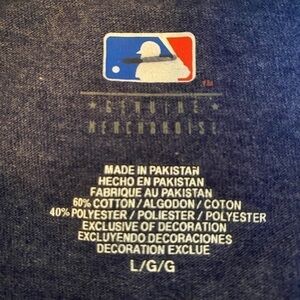 GENUINE
MERCHANDISE
MADE IN PAKISTAN
HECHO EN PAKISTAN
FABRIQUE AU PAKISTAN
60% COTTON / ALGODON / COTON
40% POLYESTER / POLIESTER / POLYESTER
EXCLUSIVE OF DECORATION
EXCLUYENDO DECORACIONES
DECORATION EXCLUE
L/G/G